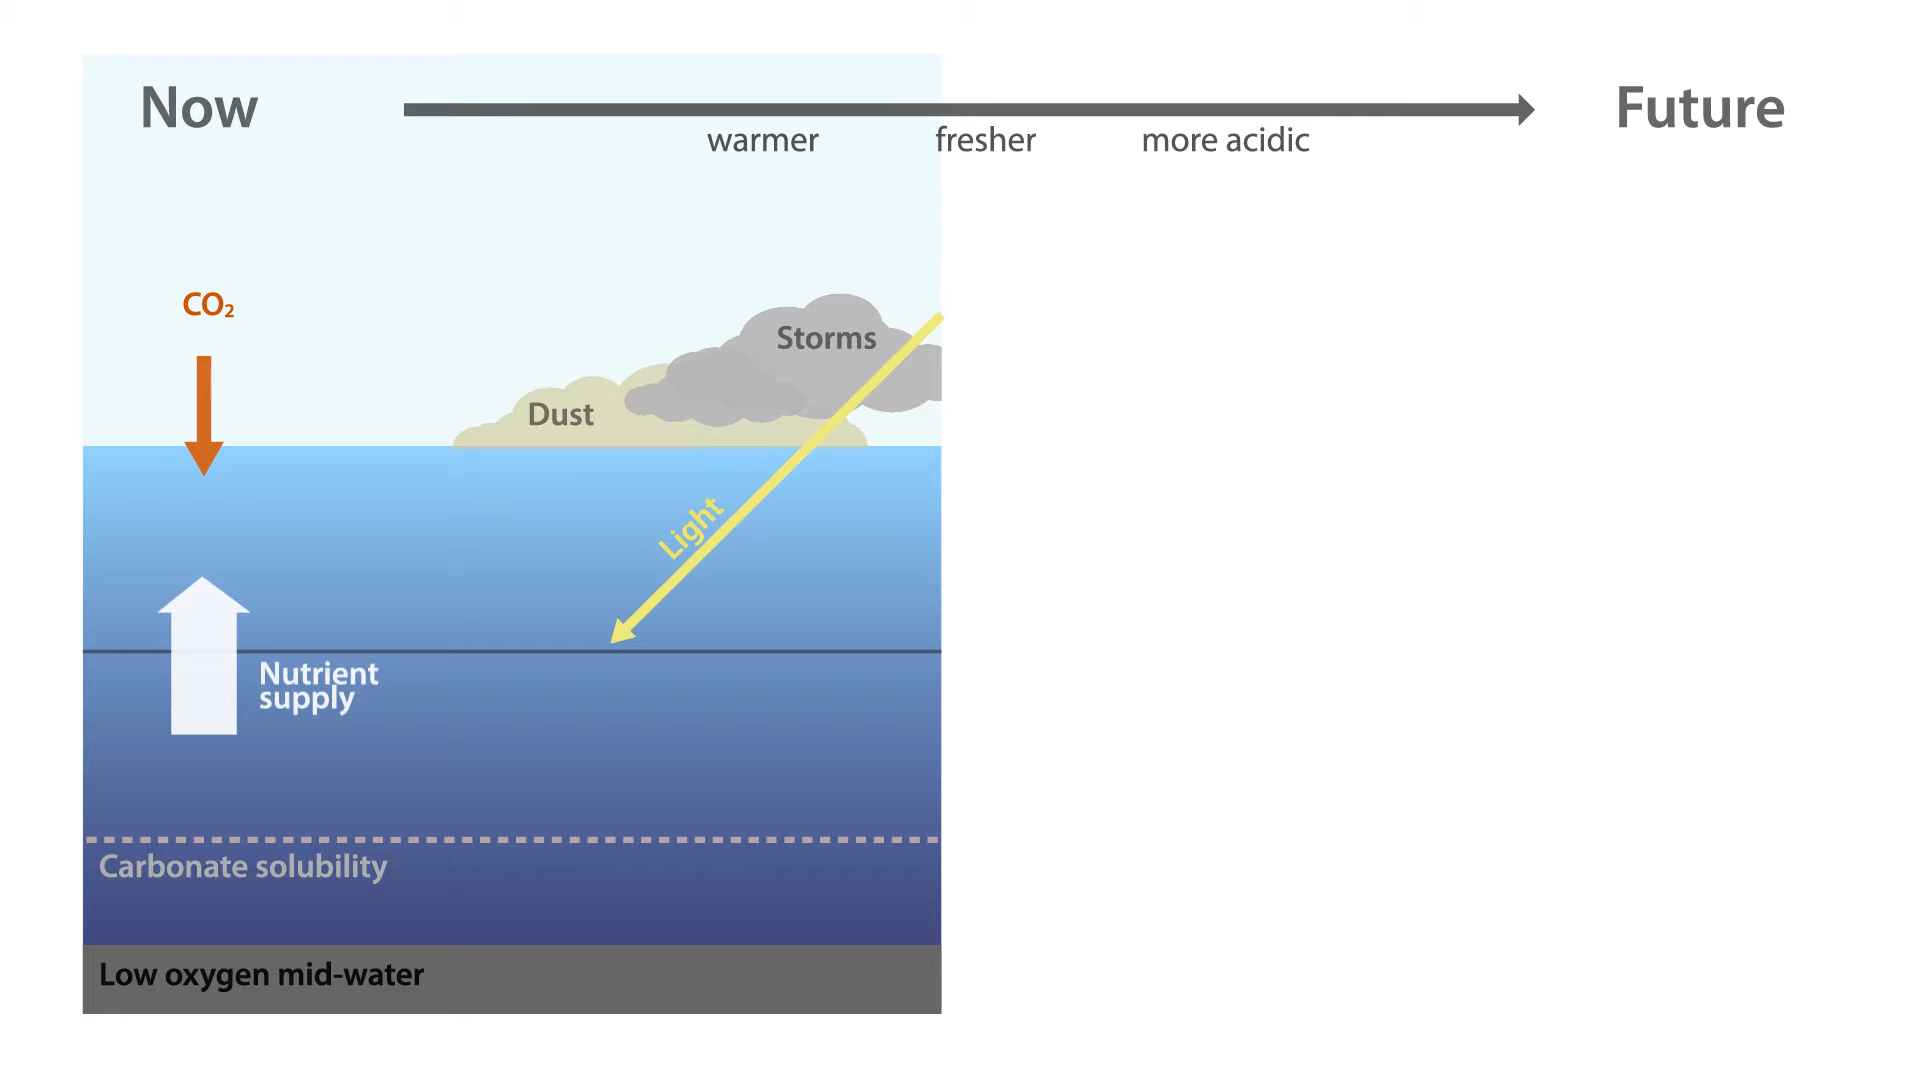 Now
Future
warmer fresher more acidic
CO₂
Storms
Dust
Light
Nutrient
supply
Carbonate solubility
Low oxygen mid-water